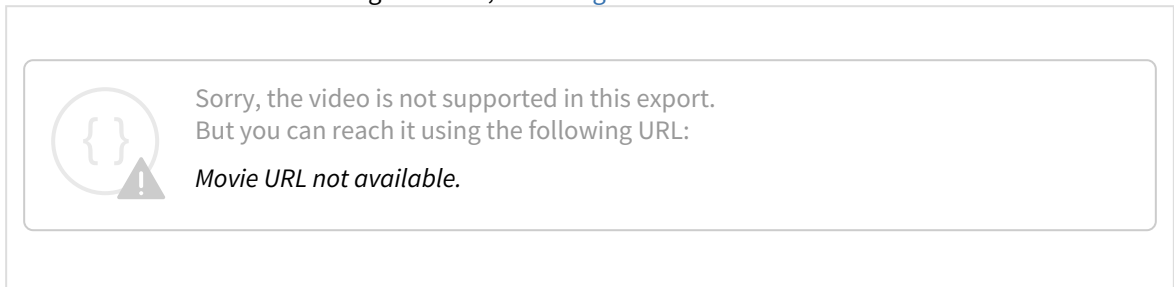 Sorry, the video is not supported in this export.
But you can reach it using the following URL:
{ }
!
Movie URL not available.